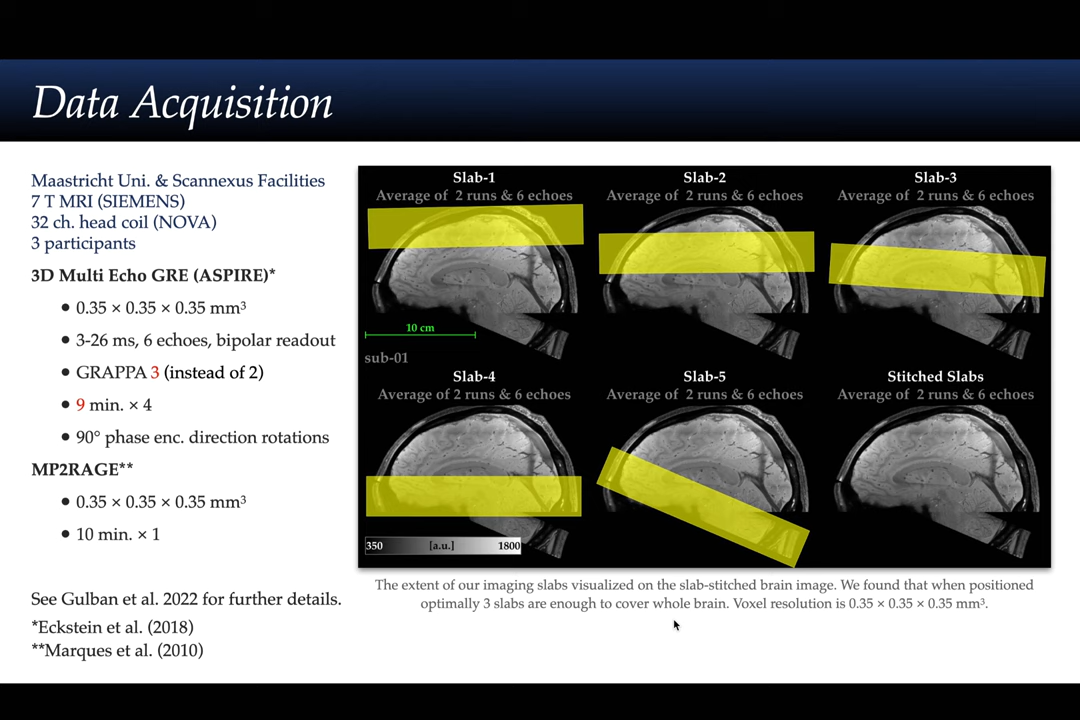 Data Acquisition
Maastricht Uni. & Scannexus Facilities
7 T MRI (SIEMENS)
32 ch. head coil (NOVA)
3 participants
3D Multi Echo GRE (ASPIRE)*
• 0.35 × 0.35 × 0.35 mm³
• 3-26 ms, 6 echoes, bipolar readout
• GRAPPA 3 (instead of 2)
• 9 min. × 4
• 90° phase enc. direction rotations
MP2RAGE**
• 0.35 × 0.35 × 0.35 mm³
• 10 min. × 1
See Gulban et al. 2022 for further details.
*Eckstein et al. (2018)
**Marques et al. (2010)
Slab-1
Average of 2 runs & 6 echoes
Slab-2
Average of 2 runs & 6 echoes
Slab-3
Average of 2 runs & 6 echoes
10 cm
sub-01
Slab-4
Average of 2 runs & 6 echoes
Slab-5
Average of 2 runs & 6 echoes
Stitched Slabs
Average of 2 runs & 6 echoes
350 [a.u.] 1800
The extent of our imaging slabs visualized on the slab-stitched brain image. We found that when positioned
optimally 3 slabs are enough to cover whole brain. Voxel resolution is 0.35 × 0.35 × 0.35 mm³.